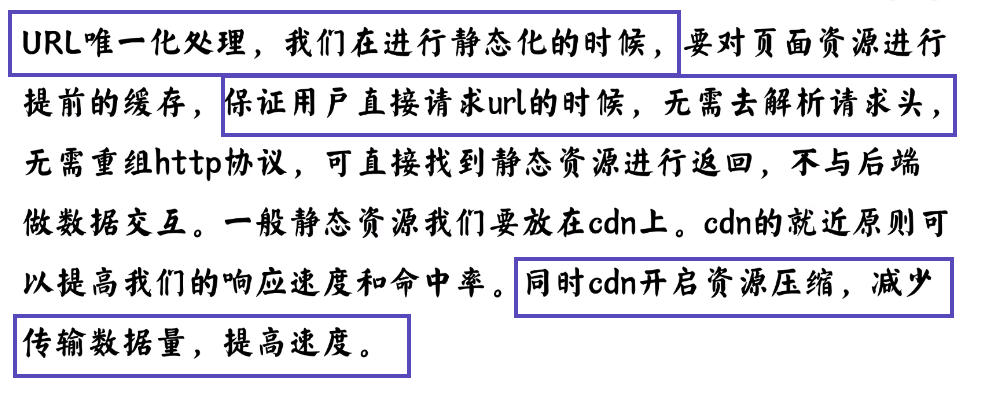 URL唯一化处理，我们在进行静态化的时候，要对页面资源进行
提前的缓存，保证用户直接请求url的时候，无需去解析请求头，
无需重组http协议，可直接找到静态资源进行返回，不与后端
做数据交互。一般静态资源我们要放在cdn上。cdn的就近原则可
以提高我们的响应速度和命中率。同时cdn开启资源压缩，减少
传输数据量，提高速度。